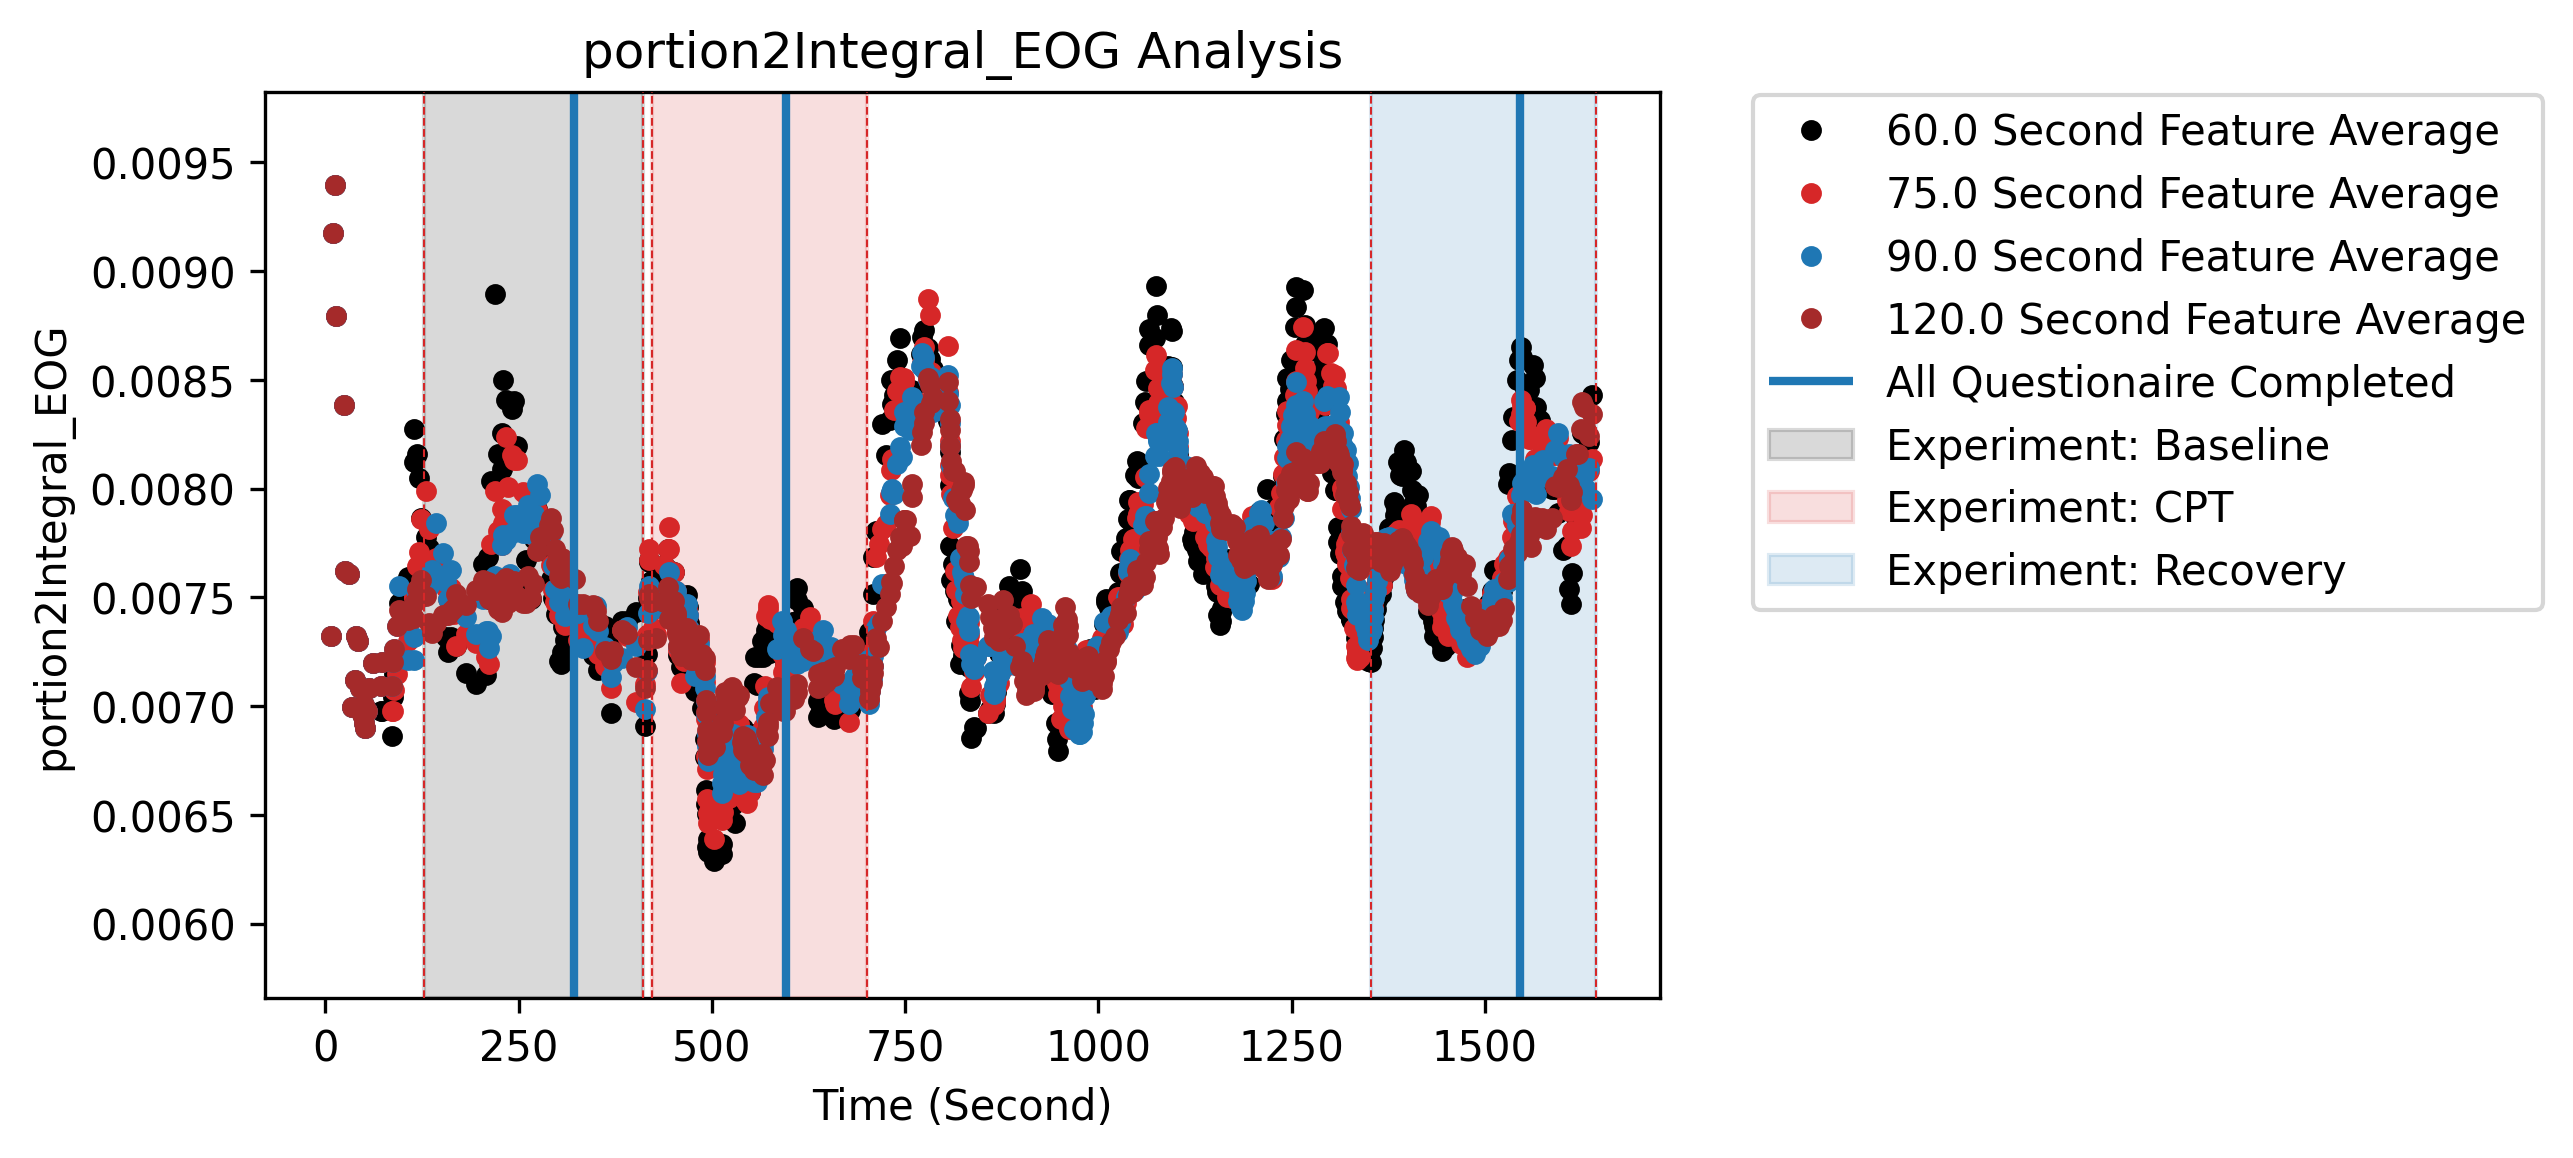 portion2Integral_EOG Analysis
portion2Integral_EOG
0.0095
0.0090
0.0085
0.0080
0.0075
0.0070
0.0065
0.0060
0 250 500 750 1000 1250 1500
Time (Second)
60.0 Second Feature Average
75.0 Second Feature Average
90.0 Second Feature Average
120.0 Second Feature Average
All Questionaire Completed
Experiment: Baseline
Experiment: CPT
Experiment: Recovery